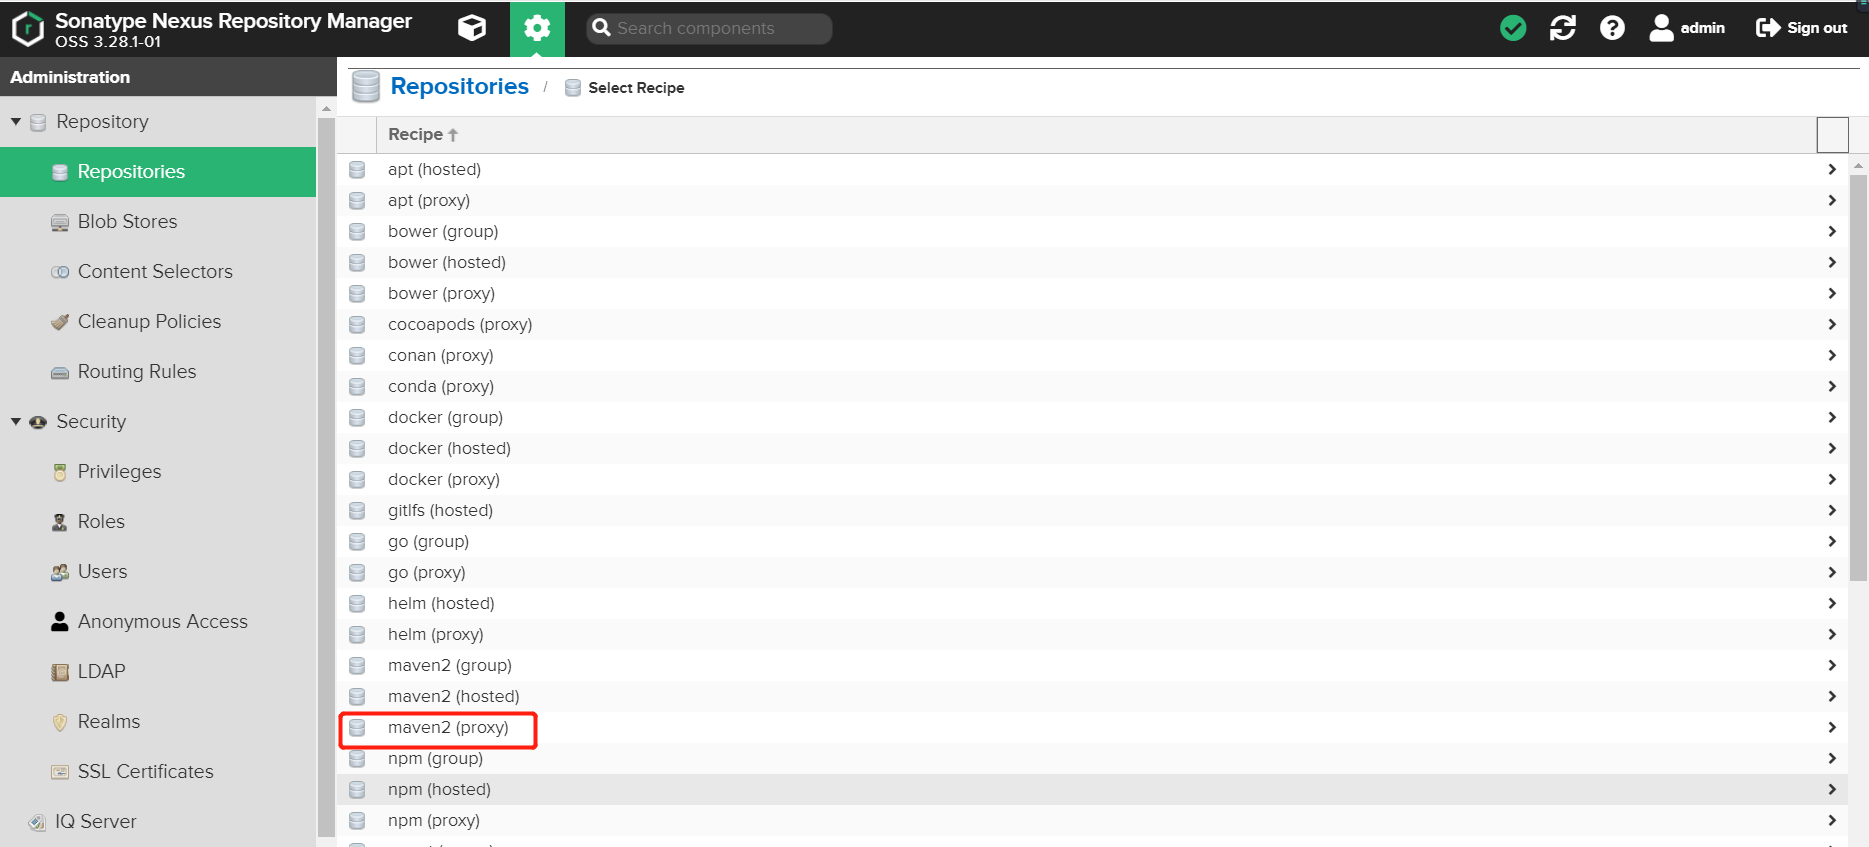 Sonatype Nexus Repository Manager
OSS 3.28.1-01
Search components
admin
Sign out
Administration
Repository
Repositories
Blob Stores
Content Selectors
Cleanup Policies
Routing Rules
Security
Privileges
Roles
Users
Anonymous Access
LDAP
Realms
SSL Certificates
IQ Server
Repositories / Select Recipe
Recipe
apt (hosted)
apt (proxy)
bower (group)
bower (hosted)
bower (proxy)
cocoapods (proxy)
conan (proxy)
conda (proxy)
docker (group)
docker (hosted)
docker (proxy)
gitlfs (hosted)
go (group)
go (proxy)
helm (hosted)
helm (proxy)
maven2 (group)
maven2 (hosted)
maven2 (proxy)
npm (group)
npm (hosted)
npm (proxy)